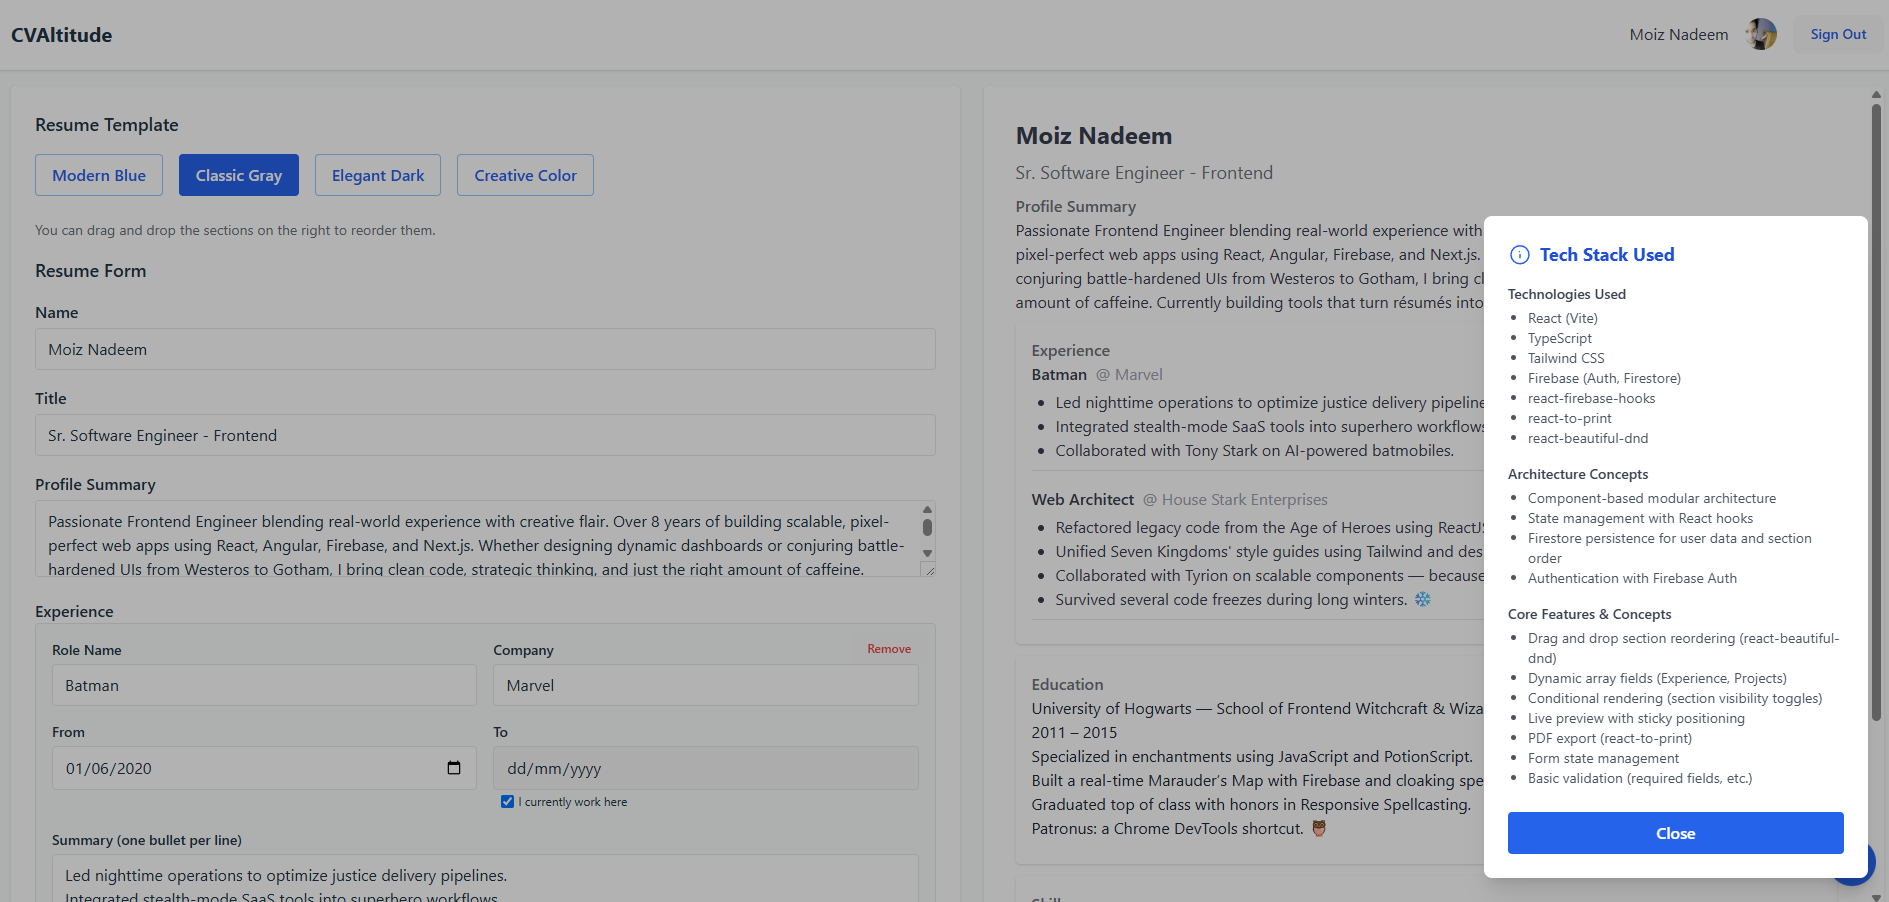 CVAltitude
Moiz Nadeem
Sign Out
Resume Template
Modern Blue
Classic Gray
Elegant Dark
Creative Color
You can drag and drop the sections on the right to reorder them.
Resume Form
Name
Moiz Nadeem
Title
Sr. Software Engineer - Frontend
Profile Summary
Passionate Frontend Engineer blending real-world experience with creative flair. Over 8 years of building scalable, pixel-
perfect web apps using React, Angular, Firebase, and Next.js. Whether designing dynamic dashboards or conjuring battle-
hardened UIs from Westeros to Gotham, I bring clean code, strategic thinking, and just the right amount of caffeine.
Experience
Role Name
Company
Remove
Batman
Marvel
From
To
01/06/2020
dd/mm/yyyy
I currently work here
Summary (one bullet per line)
Led nighttime operations to optimize justice delivery pipelines.
Integrated stealth-mode SaaS tools into superhero workflows
Moiz Nadeem
Sr. Software Engineer - Frontend
Profile Summary
Passionate Frontend Engineer blending real-world experience with
pixel-perfect web apps using React, Angular, Firebase, and Next.js.
conjuring battle-hardened UIs from Westeros to Gotham, I bring
amount of caffeine. Currently building tools that turn résumés into
Experience
Batman @ Marvel
• Led nighttime operations to optimize justice delivery pipeline
• Integrated stealth-mode SaaS tools into superhero workflows
• Collaborated with Tony Stark on AI-powered batmobiles.
Web Architect @ House Stark Enterprises
• Refactored legacy code from the Age of Heroes using ReactJ
• Unified Seven Kingdoms' style guides using Tailwind and des
• Collaborated with Tyrion on scalable components — because
• Survived several code freezes during long winters. ❄️
Education
University of Hogwarts — School of Frontend Witchcraft & Wiza
2011 – 2015
Specialized in enchantments using JavaScript and PotionScript.
Built a real-time Marauder's Map with Firebase and cloaking spe
Graduated top of class with honors in Responsive Spellcasting.
Patronus: a Chrome DevTools shortcut. 🦉
Tech Stack Used
Technologies Used
• React (Vite)
• TypeScript
• Tailwind CSS
• Firebase (Auth, Firestore)
• react-firebase-hooks
• react-to-print
• react-beautiful-dnd
Architecture Concepts
• Component-based modular architecture
• State management with React hooks
• Firestore persistence for user data and section
order
• Authentication with Firebase Auth
Core Features & Concepts
• Drag and drop section reordering (react-beautiful-
dnd)
• Dynamic array fields (Experience, Projects)
• Conditional rendering (section visibility toggles)
• Live preview with sticky positioning
• PDF export (react-to-print)
• Form state management
• Basic validation (required fields, etc.)
Close